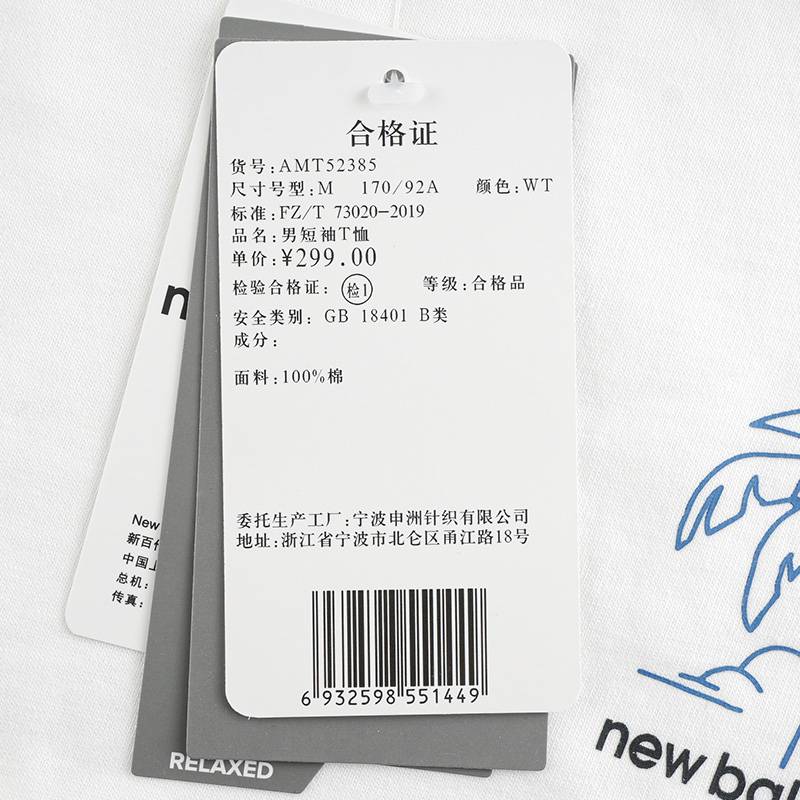 合格证
货号:AMT52385
尺寸号型:M 170/92A 颜色:WT
标准:FZ/T 73020-2019
品名:男短袖T恤
单价:¥299.00
检验合格证: 检1 等级:合格品
安全类别: GB 18401 B类
成分:
面料:100%棉
委托生产工厂:宁波申洲针织有限公司
地址:浙江省宁波市北仑区甬江路18号
6 932598 551449
n
New
新百
中国
总机:
传真:
RELAXED
new bal